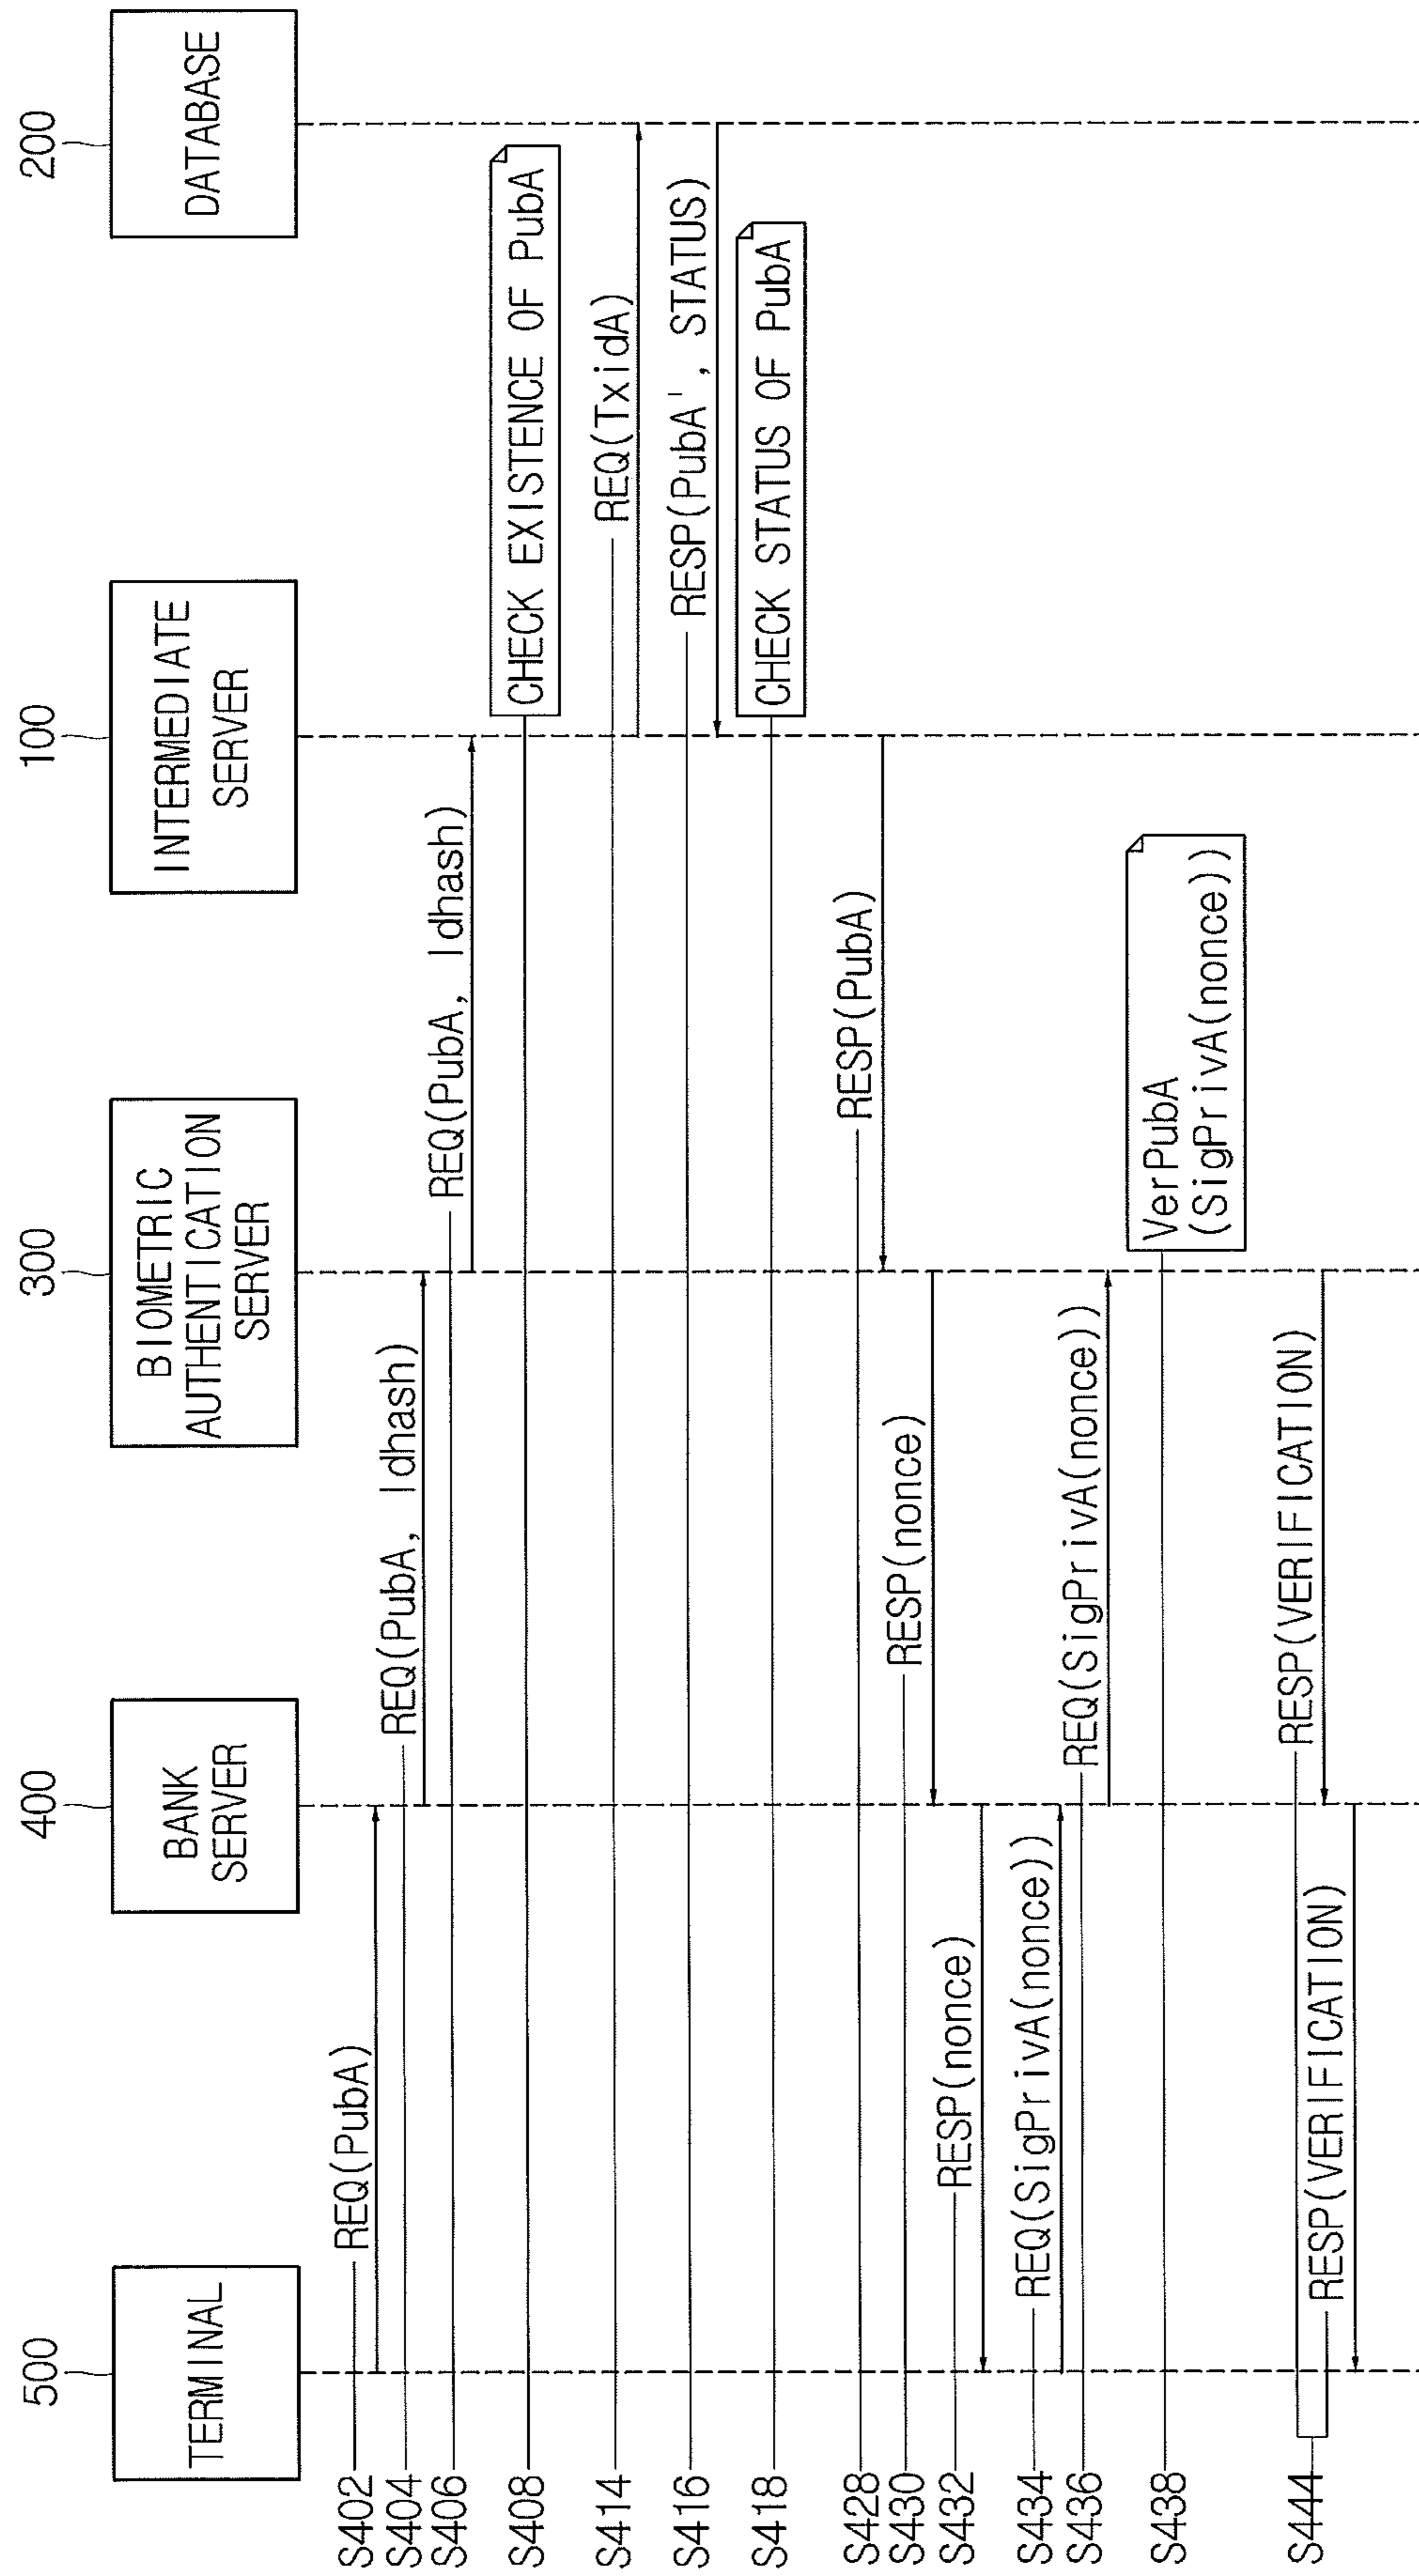 500
400
300
100
200
TERMINAL
BANK
SERVER
BIOMETRIC
AUTHENTICATION
SERVER
INTERMEDIATE
SERVER
DATABASE
S402
REQ(PubA)
S404
REQ(PubA, Idhash)
S406
REQ(PubA, Idhash)
S408
CHECK EXISTENCE OF PubA
S414
REQ(TxidA)
S416
RESP(PubA', STATUS)
S418
CHECK STATUS OF PubA
S428
RESP(PubA)
S430
RESP(nonce)
S432
RESP(nonce)
S434
REQ(SigPrivA(nonce))
S436
REQ(SigPrivA(nonce))
S438
VerPubA
(SigPrivA(nonce))
S444
RESP(VERIFICATION)
RESP(VERIFICATION)